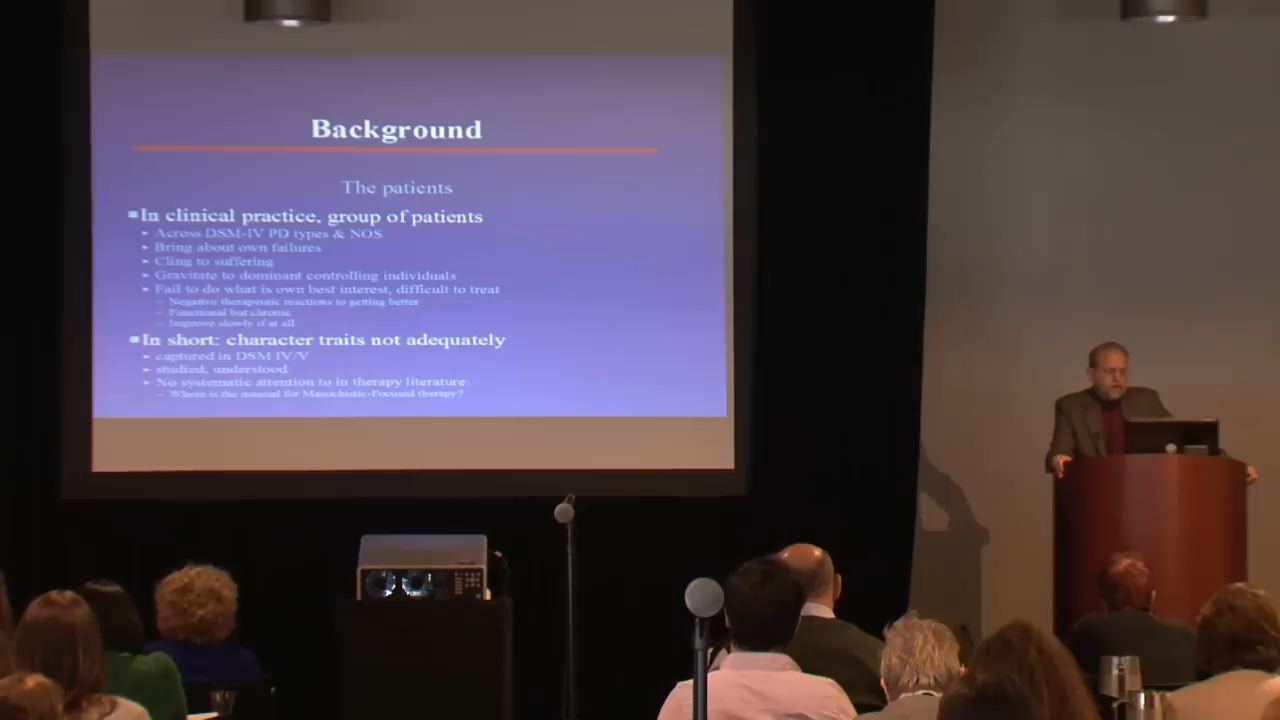 Background
The patients
In clinical practice, group of patients
Across DSM-IV PD types & NOS
Bring about own failures
Cling to suffering
Gravitate to dominant controlling individuals
Fail to do what is own best interest, difficult to treat
Negative therapeutic reactions to getting better
Functional but chronic
Improve slowly if at all
In short: character traits not adequately
captured in DSM IV/V
studied, understood
No systematic attention to in therapy literature:
Where is the manual for Masochistic-Focused therapy?